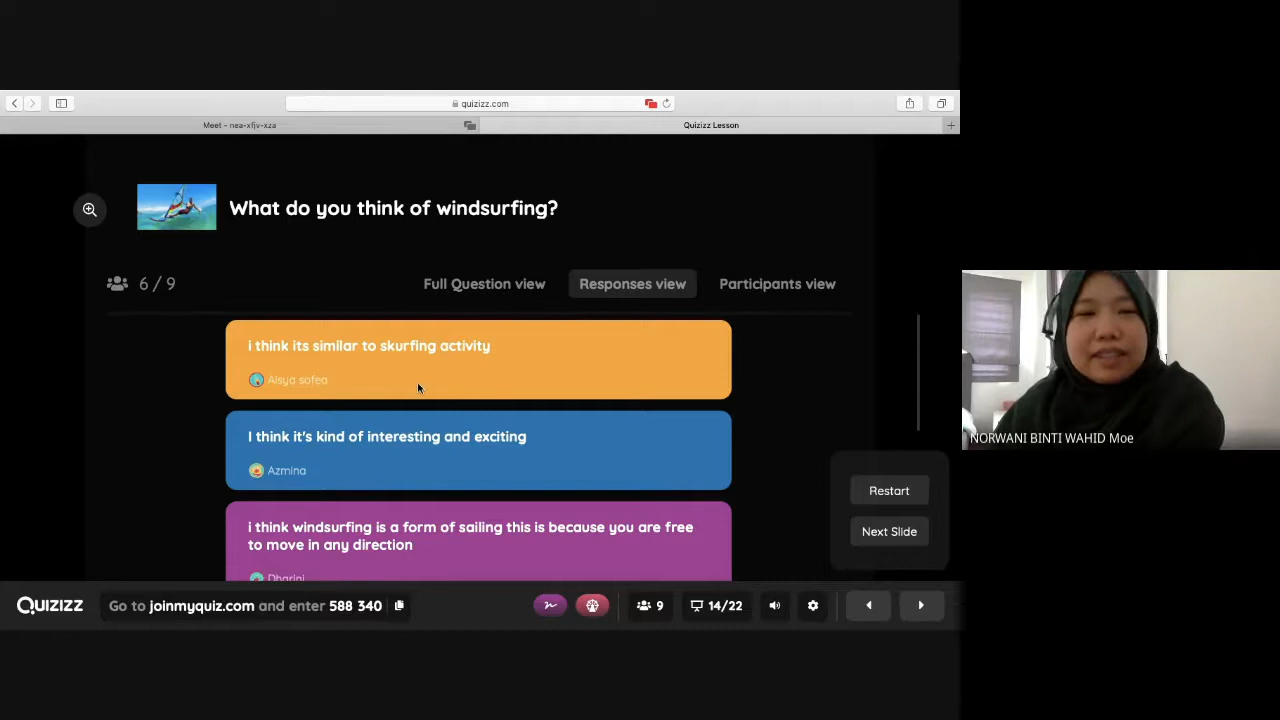 quizizz.com
Meet - nea-xfjv-xza
Quizizz Lesson
What do you think of windsurfing?
6 / 9
Full Question view
Responses view
Participants view
i think its similar to skurfing activity
Aisya sofea
I think it's kind of interesting and exciting
Azmina
i think windsurfing is a form of sailing this is because you are free
to move in any direction
Dharini
Restart
Next Slide
NORWANI BINTI WAHID Moe
QUIZIZZ
Go to joinmyquiz.com and enter 588 340
9
14/22